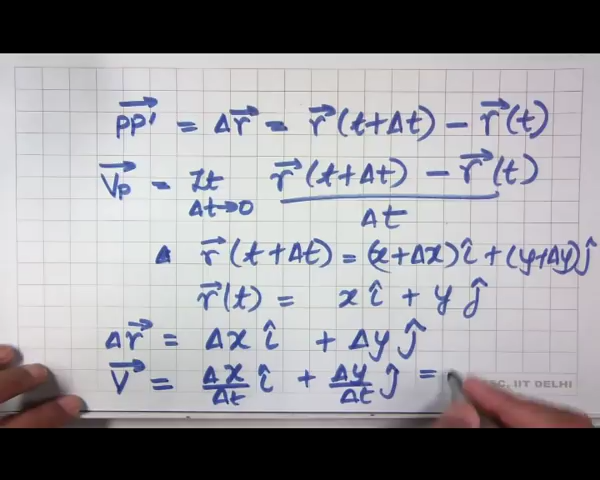 PP' = Δr⃗ = r⃗(t+Δt) − r⃗(t)
V⃗p = Lt Δt→0 r⃗(t+Δt) − r⃗(t) / Δt
r⃗(t+Δt) = (x+Δx)î + (y+Δy)ĵ
r⃗(t) = xî + yĵ
Δr⃗ = Δxî + Δyĵ
V⃗ = Δx/Δt î + Δy/Δt ĵ =
SC, IIT DELHI